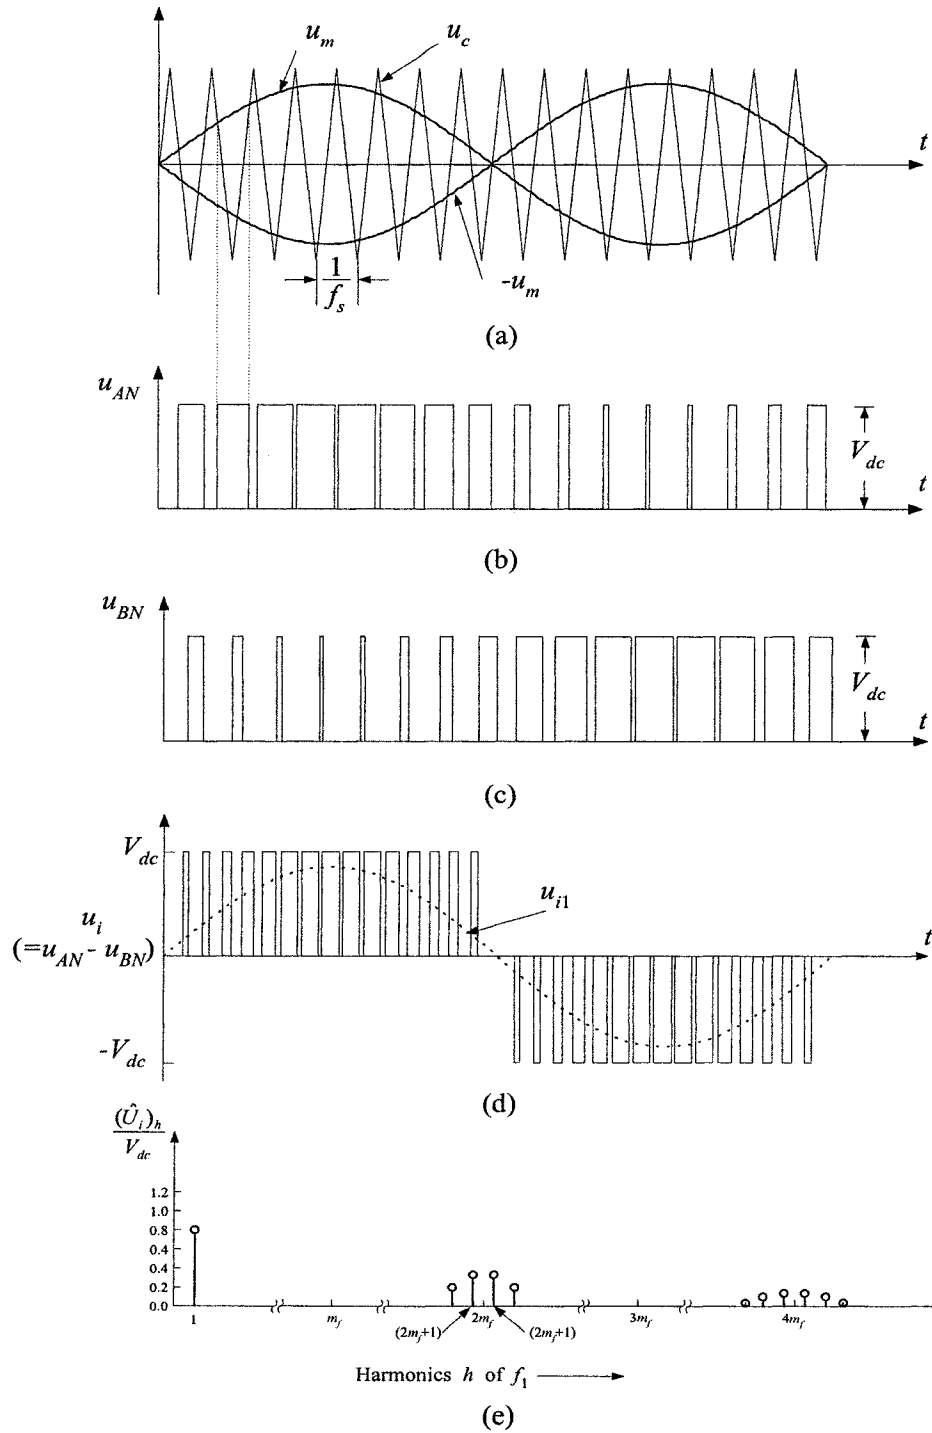 u_m
u_c
t
1
f_s
-u_m
(a)
u_AN
V_dc
t
(b)
u_BN
V_dc
t
(c)
V_dc
u_i1
u_i
(=u_AN - u_BN)
t
-V_dc
(d)
(Û_i)_h
V_dc
1.2
1.0
0.8
0.4
0.4
0.2
0.0
1
m_f
2m_f
3m_f
4m_f
(2m_f+1)
(2m_f+1)
Harmonics h of f_1
(e)